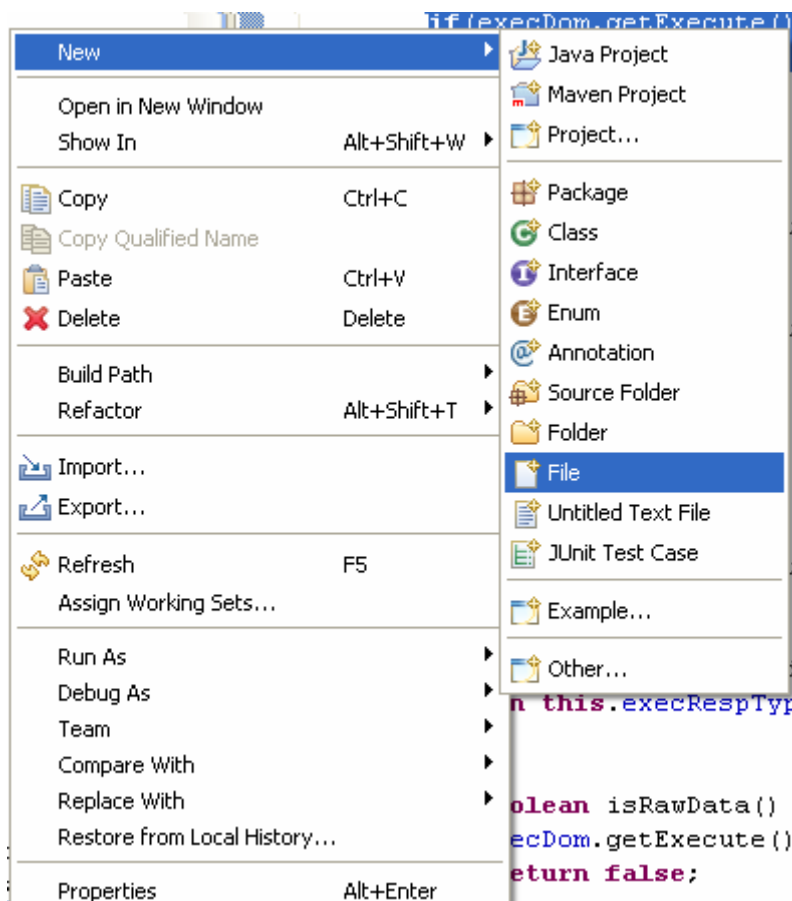 if(execDom.getExecute()
New
Open in New Window
Show In Alt+Shift+W
Copy Ctrl+C
Copy Qualified Name
Paste Ctrl+V
Delete Delete
Build Path
Refactor Alt+Shift+T
Import...
Export...
Refresh F5
Assign Working Sets...
Run As
Debug As
Team
Compare With
Replace With
Restore from Local History...
Properties Alt+Enter
Java Project
Maven Project
Project...
Package
Class
Interface
Enum
Annotation
Source Folder
Folder
File
Untitled Text File
JUnit Test Case
Example...
Other...
n this.execRespTyp
olean isRawData()
ecDom.getExecute()
eturn false;